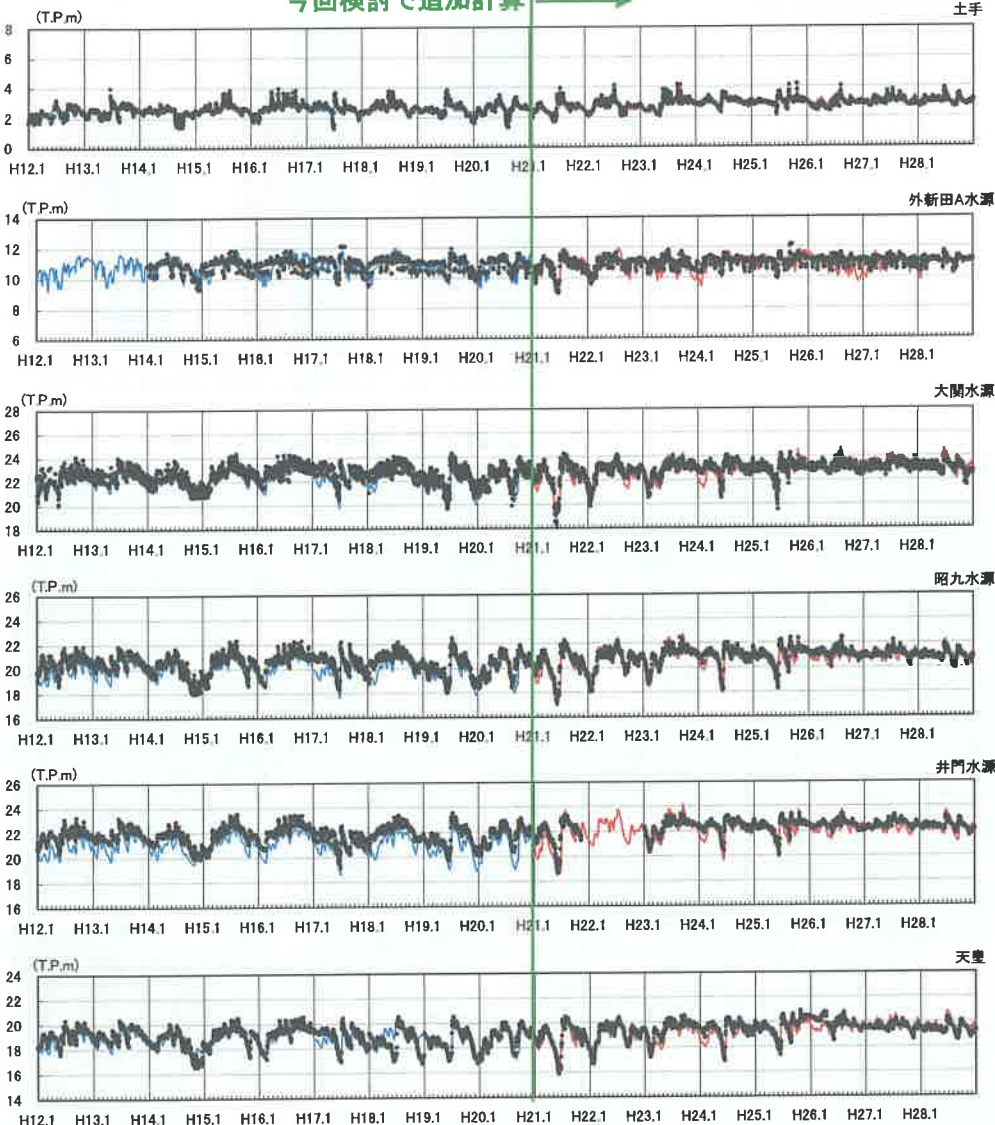 今回検討で追加計算
(T.P.m) 土手
8
6
4
2
0
H12.1 H13.1 H14.1 H15.1 H16.1 H17.1 H18.1 H19.1 H20.1 H21.1 H22.1 H23.1 H24.1 H25.1 H26.1 H27.1 H28.1
(T.P.m) 外新田A水源
14
12
10
8
6
H12.1 H13.1 H14.1 H15.1 H16.1 H17.1 H18.1 H19.1 H20.1 H21.1 H22.1 H23.1 H24.1 H25.1 H26.1 H27.1 H28.1
(T.P.m) 大関水源
28
26
24
22
20
18
H12.1 H13.1 H14.1 H15.1 H16.1 H17.1 H18.1 H19.1 H20.1 H21.1 H22.1 H23.1 H24.1 H25.1 H26.1 H27.1 H28.1
(T.P.m) 昭九水源
26
24
22
20
18
16
H12.1 H13.1 H14.1 H15.1 H16.1 H17.1 H18.1 H19.1 H20.1 H21.1 H22.1 H23.1 H24.1 H25.1 H26.1 H27.1 H28.1
(T.P.m) 井門水源
26
24
22
20
18
16
H12.1 H13.1 H14.1 H15.1 H16.1 H17.1 H18.1 H19.1 H20.1 H21.1 H22.1 H23.1 H24.1 H25.1 H26.1 H27.1 H28.1
(T.P.m) 天皇
24
22
20
18
16
14
H12.1 H13.1 H14.1 H15.1 H16.1 H17.1 H18.1 H19.1 H20.1 H21.1 H22.1 H23.1 H24.1 H25.1 H26.1 H27.1 H28.1